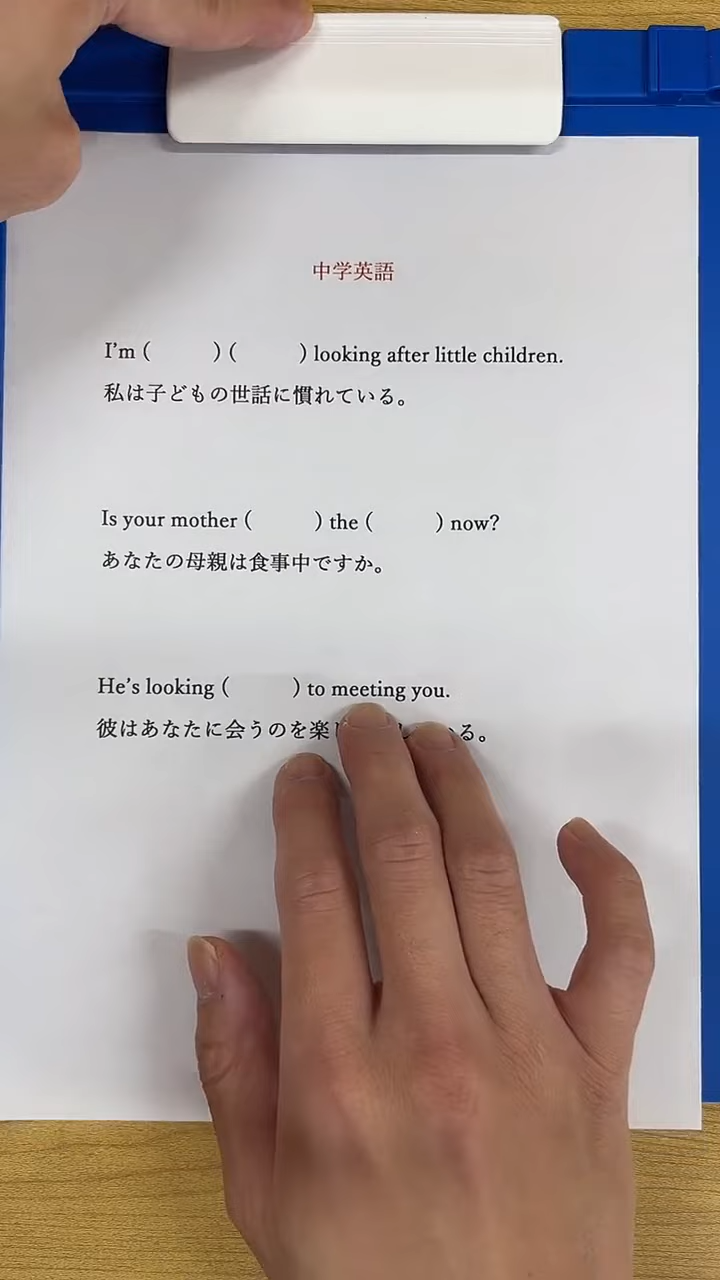 中学英語
I'm (  ) (  ) looking after little children.
私は子どもの世話に慣れている。
Is your mother (  ) the (  ) now?
あなたの母親は食事中ですか。
He's looking (  ) to meeting you.
彼はあなたに会うのを楽る。